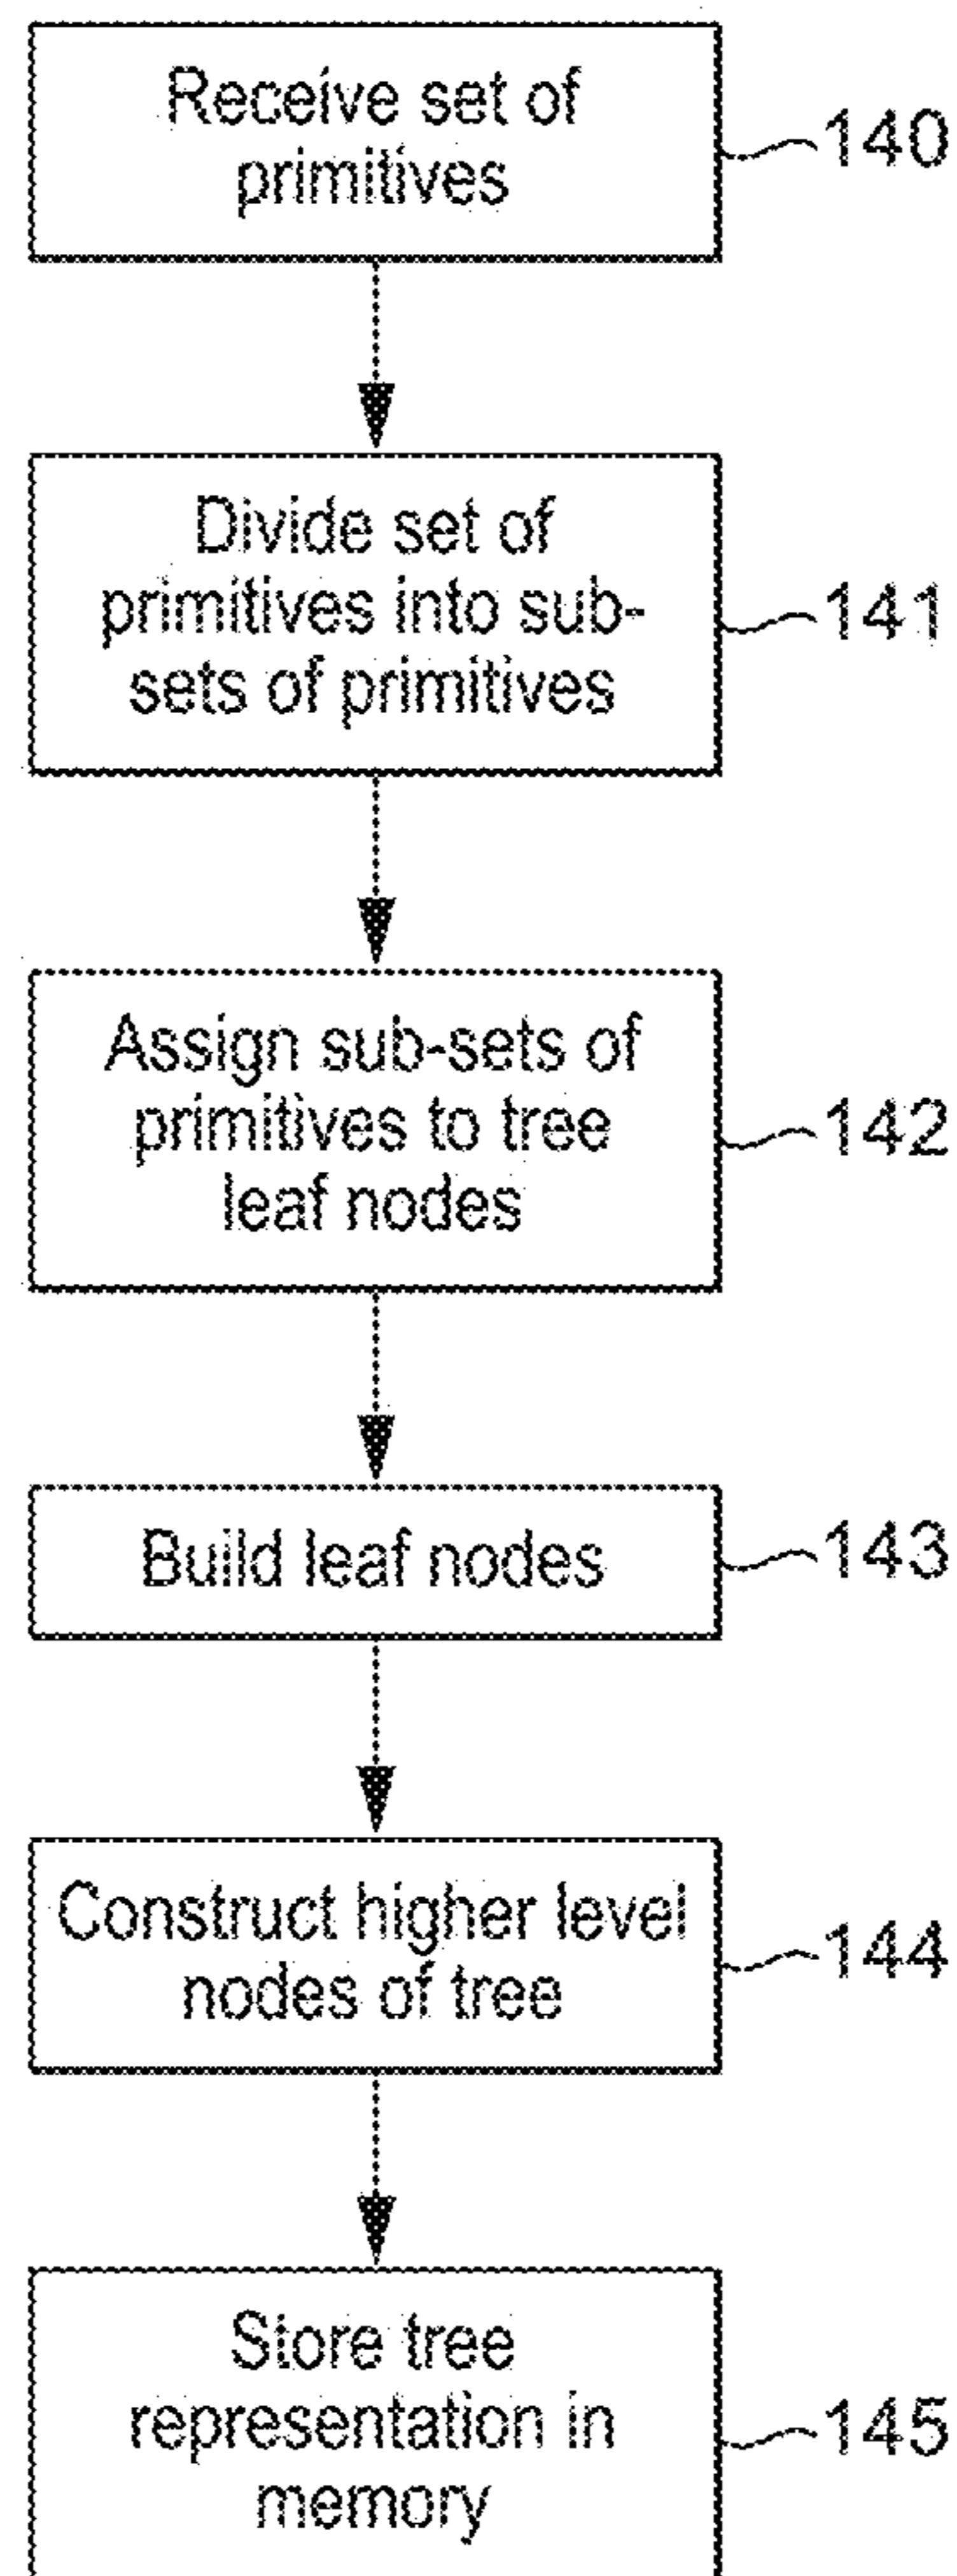 Receive set of
primitives
140
Divide set of
primitives into sub-
sets of primitives
141
Assign sub-sets of
primitives to tree
leaf nodes
142
Build leaf nodes
143
Construct higher level
nodes of tree
144
Store tree
representation in
memory
145